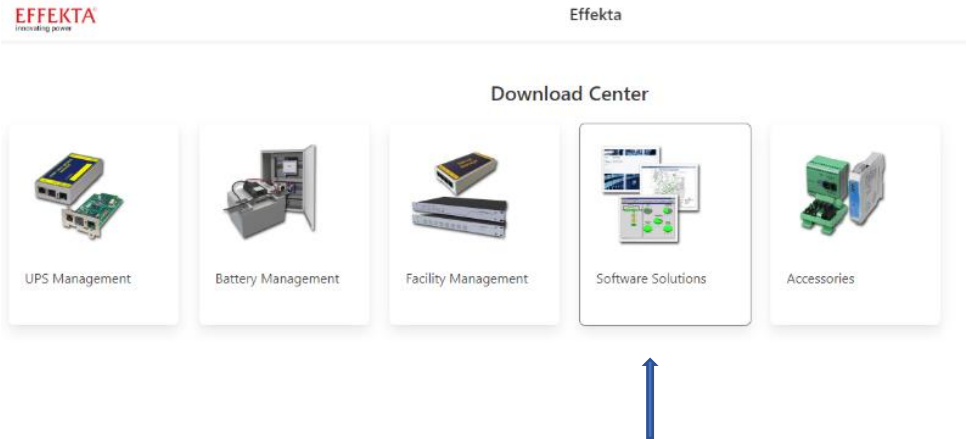 EFFEKTA
innovating power
Effekta
Download Center
UPS Management
Battery Management
Facility Management
Software Solutions
Accessories